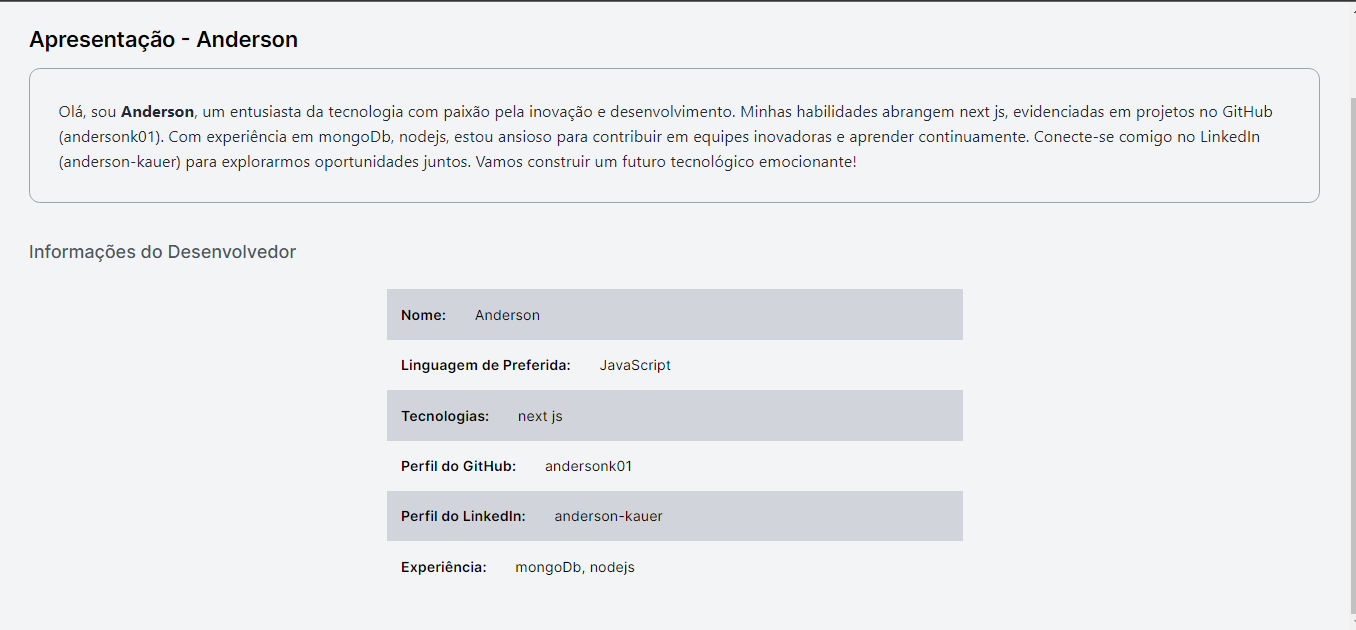 Apresentação - Anderson
Olá, sou Anderson, um entusiasta da tecnologia com paixão pela inovação e desenvolvimento. Minhas habilidades abrangem next js, evidenciadas em projetos no GitHub
(andersonk01). Com experiência em mongoDb, nodejs, estou ansioso para contribuir em equipes inovadoras e aprender continuamente. Conecte-se comigo no LinkedIn
(anderson-kauer) para explorarmos oportunidades juntos. Vamos construir um futuro tecnológico emocionante!
Informações do Desenvolvedor
Nome: Anderson
Linguagem de Preferida: JavaScript
Tecnologias: next js
Perfil do GitHub: andersonk01
Perfil do LinkedIn: anderson-kauer
Experiência: mongoDb, nodejs